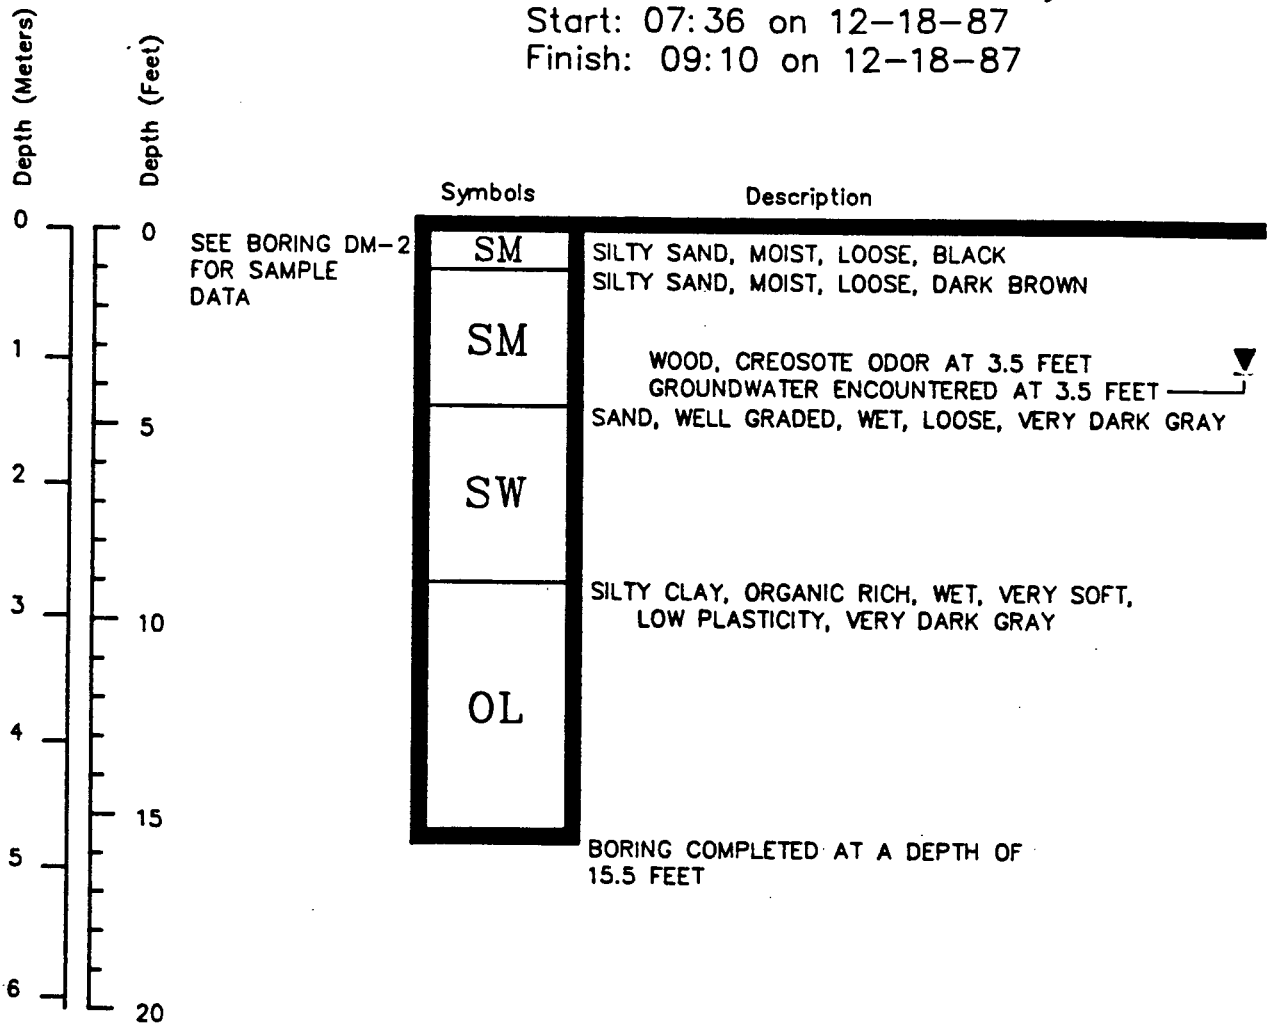 Start: 07:36 on 12-18-87
Finish: 09:10 on 12-18-87
Depth (Meters)
Depth (Feet)
Symbols
Description
0
0
SEE BORING DM-2
FOR SAMPLE
DATA
SM
SILTY SAND, MOIST, LOOSE, BLACK
SILTY SAND, MOIST, LOOSE, DARK BROWN
SM
1
WOOD, CREOSOTE ODOR AT 3.5 FEET
GROUNDWATER ENCOUNTERED AT 3.5 FEET
SAND, WELL GRADED, WET, LOOSE, VERY DARK GRAY
5
2
SW
SILTY CLAY, ORGANIC RICH, WET, VERY SOFT,
LOW PLASTICITY, VERY DARK GRAY
3
10
OL
4
15
BORING COMPLETED AT A DEPTH OF
15.5 FEET
5
6
20